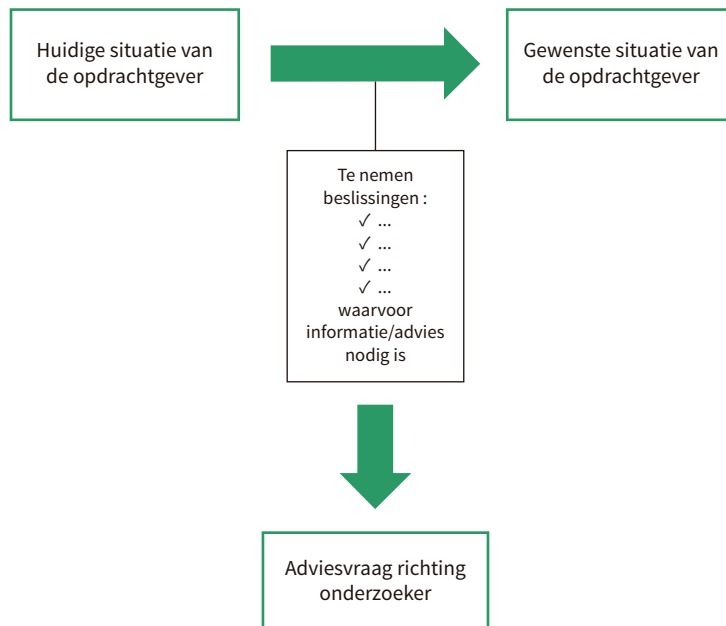 Huidige situatie van
de opdrachtgever
Gewenste situatie van
de opdrachtgever
Te nemen
beslissingen :
✓ ...
✓ ...
✓ ...
✓ ...
waarvoor
informatie/advies
nodig is
Adviesvraag richting
onderzoeker